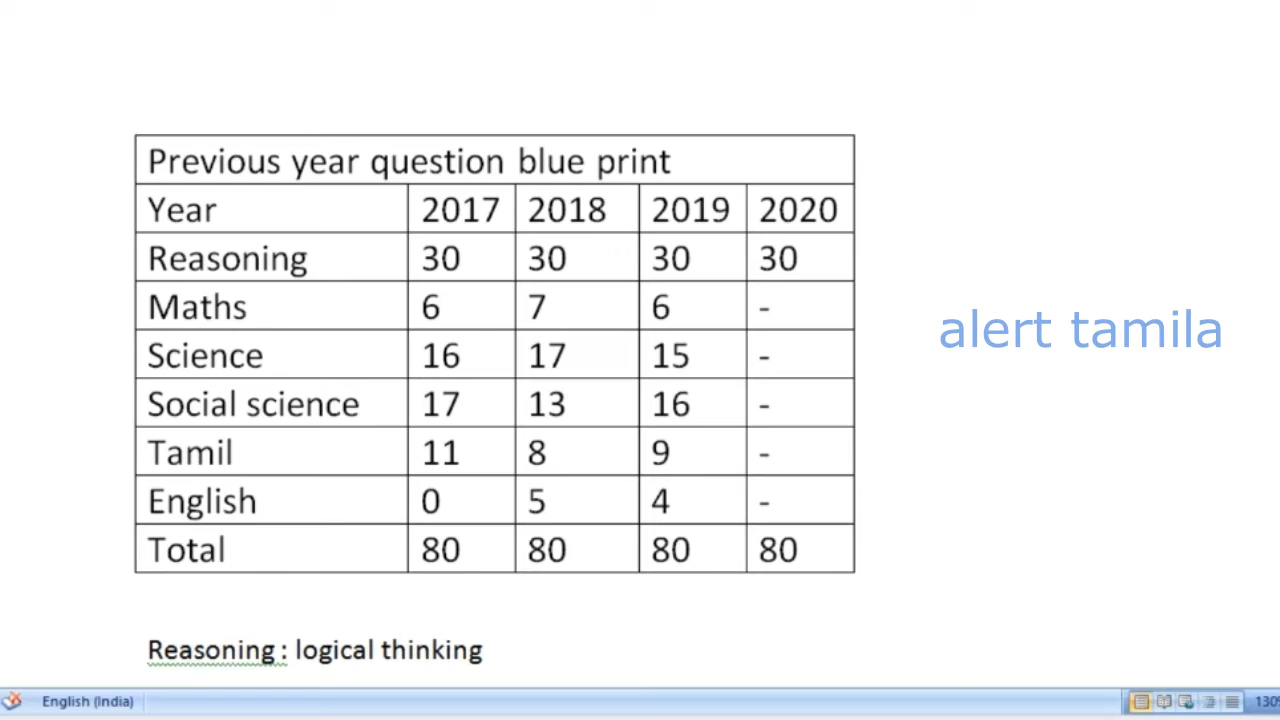 Previous year question blue print
Year 2017 2018 2019 2020
Reasoning 30 30 30 30
Maths 6 7 6 -
Science 16 17 15 -
Social science 17 13 16 -
Tamil 11 8 9 -
English 0 5 4 -
Total 80 80 80 80
alert tamila
Reasoning : logical thinking
English (India)